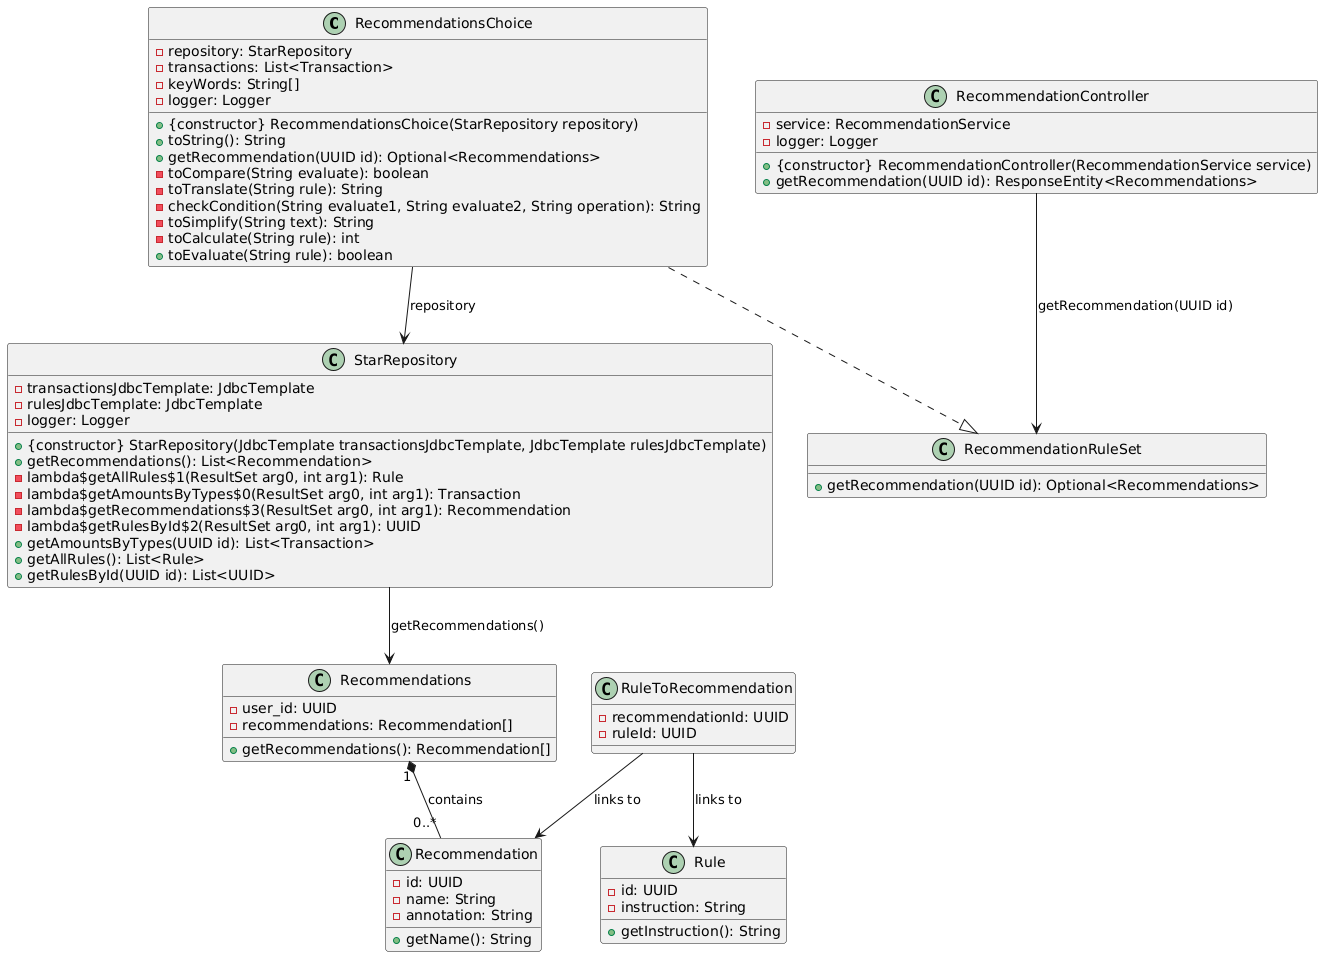 C RecommendationsChoice
repository: StarRepository
transactions: List<Transaction>
keyWords: String[]
logger: Logger
{constructor} RecommendationsChoice(StarRepository repository)
toString(): String
getRecommendation(UUID id): Optional<Recommendations>
toCompare(String evaluate): boolean
toTranslate(String rule): String
checkCondition(String evaluate1, String evaluate2, String operation): String
toSimplify(String text): String
toCalculate(String rule): int
toEvaluate(String rule): boolean
C RecommendationController
service: RecommendationService
logger: Logger
{constructor} RecommendationController(RecommendationService service)
getRecommendation(UUID id): ResponseEntity<Recommendations>
repository
getRecommendation(UUID id)
C StarRepository
transactionsJdbcTemplate: JdbcTemplate
rulesJdbcTemplate: JdbcTemplate
logger: Logger
{constructor} StarRepository(JdbcTemplate transactionsJdbcTemplate, JdbcTemplate rulesJdbcTemplate)
getRecommendations(): List<Recommendation>
lambda$getAllRules$1(ResultSet arg0, int arg1): Rule
lambda$getAmountsByTypes$0(ResultSet arg0, int arg1): Transaction
lambda$getRecommendations$3(ResultSet arg0, int arg1): Recommendation
lambda$getRulesById$2(ResultSet arg0, int arg1): UUID
getAmountsByTypes(UUID id): List<Transaction>
getAllRules(): List<Rule>
getRulesById(UUID id): List<UUID>
C RecommendationRuleSet
getRecommendation(UUID id): Optional<Recommendations>
getRecommendations()
C Recommendations
user_id: UUID
recommendations: Recommendation[]
getRecommendations(): Recommendation[]
C RuleToRecommendation
recommendationId: UUID
ruleId: UUID
1
contains
0..*
links to
links to
C Recommendation
id: UUID
name: String
annotation: String
getName(): String
C Rule
id: UUID
instruction: String
getInstruction(): String